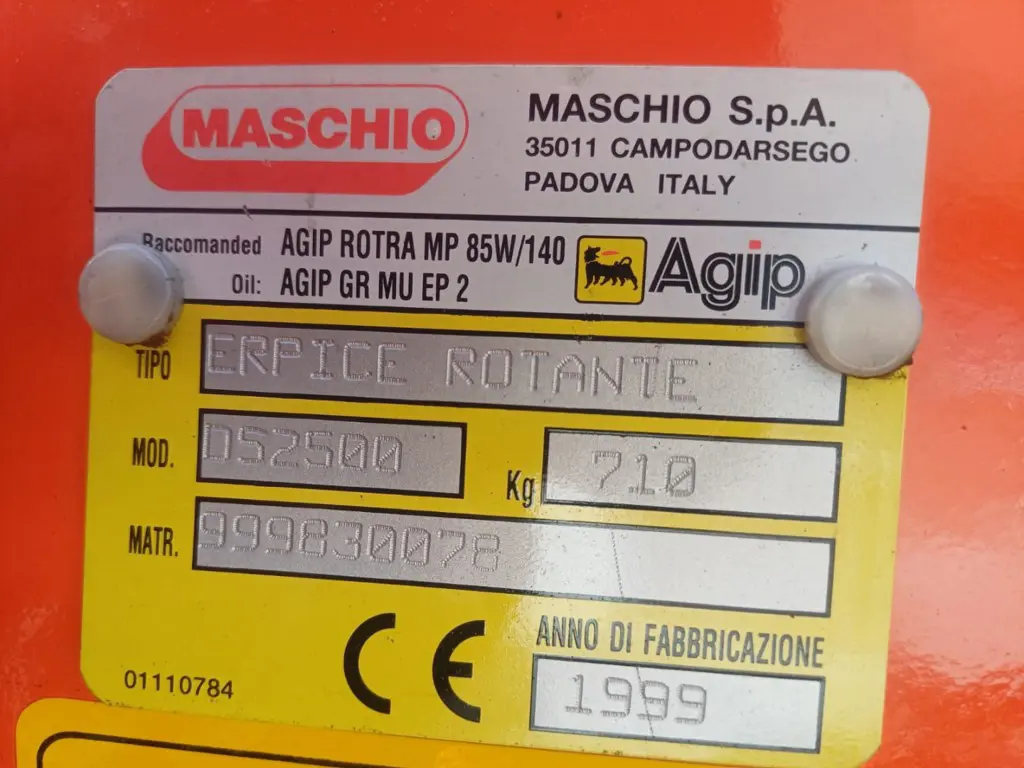 MASCHIO
MASCHIO S.p.A.
35011 CAMPODARSEGO
PADOVA ITALY
Raccomanded AGIP ROTRA MP 85W/140
Oil: AGIP GR MU EP 2
Agip
TIPO ERPICE ROTANTE
MOD. DS2500
Kg 710
MATR. 999830078
CE
ANNO DI FABBRICAZIONE
1999
01110784